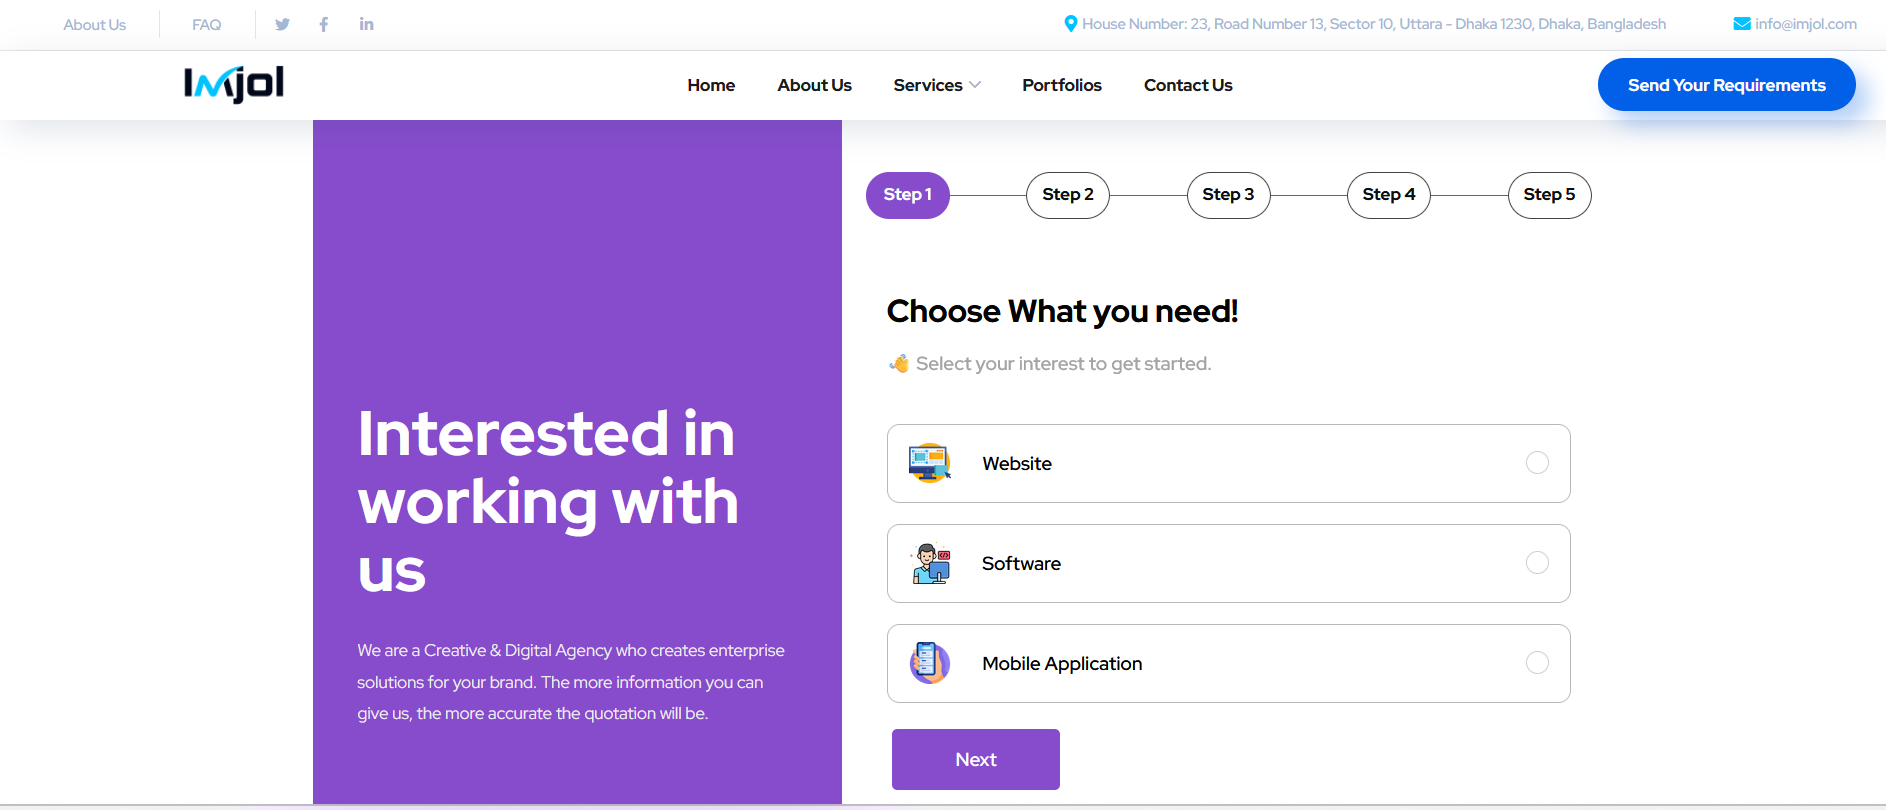 About Us
FAQ
House Number: 23, Road Number 13, Sector 10, Uttara - Dhaka 1230, Dhaka, Bangladesh
info@imjol.com
IMjol
Home
About Us
Services
Portfolios
Contact Us
Send Your Requirements
Interested in
working with
us
We are a Creative & Digital Agency who creates enterprise
solutions for your brand. The more information you can
give us, the more accurate the quotation will be.
Step 1
Step 2
Step 3
Step 4
Step 5
Choose What you need!
Select your interest to get started.
Website
Software
Mobile Application
Next